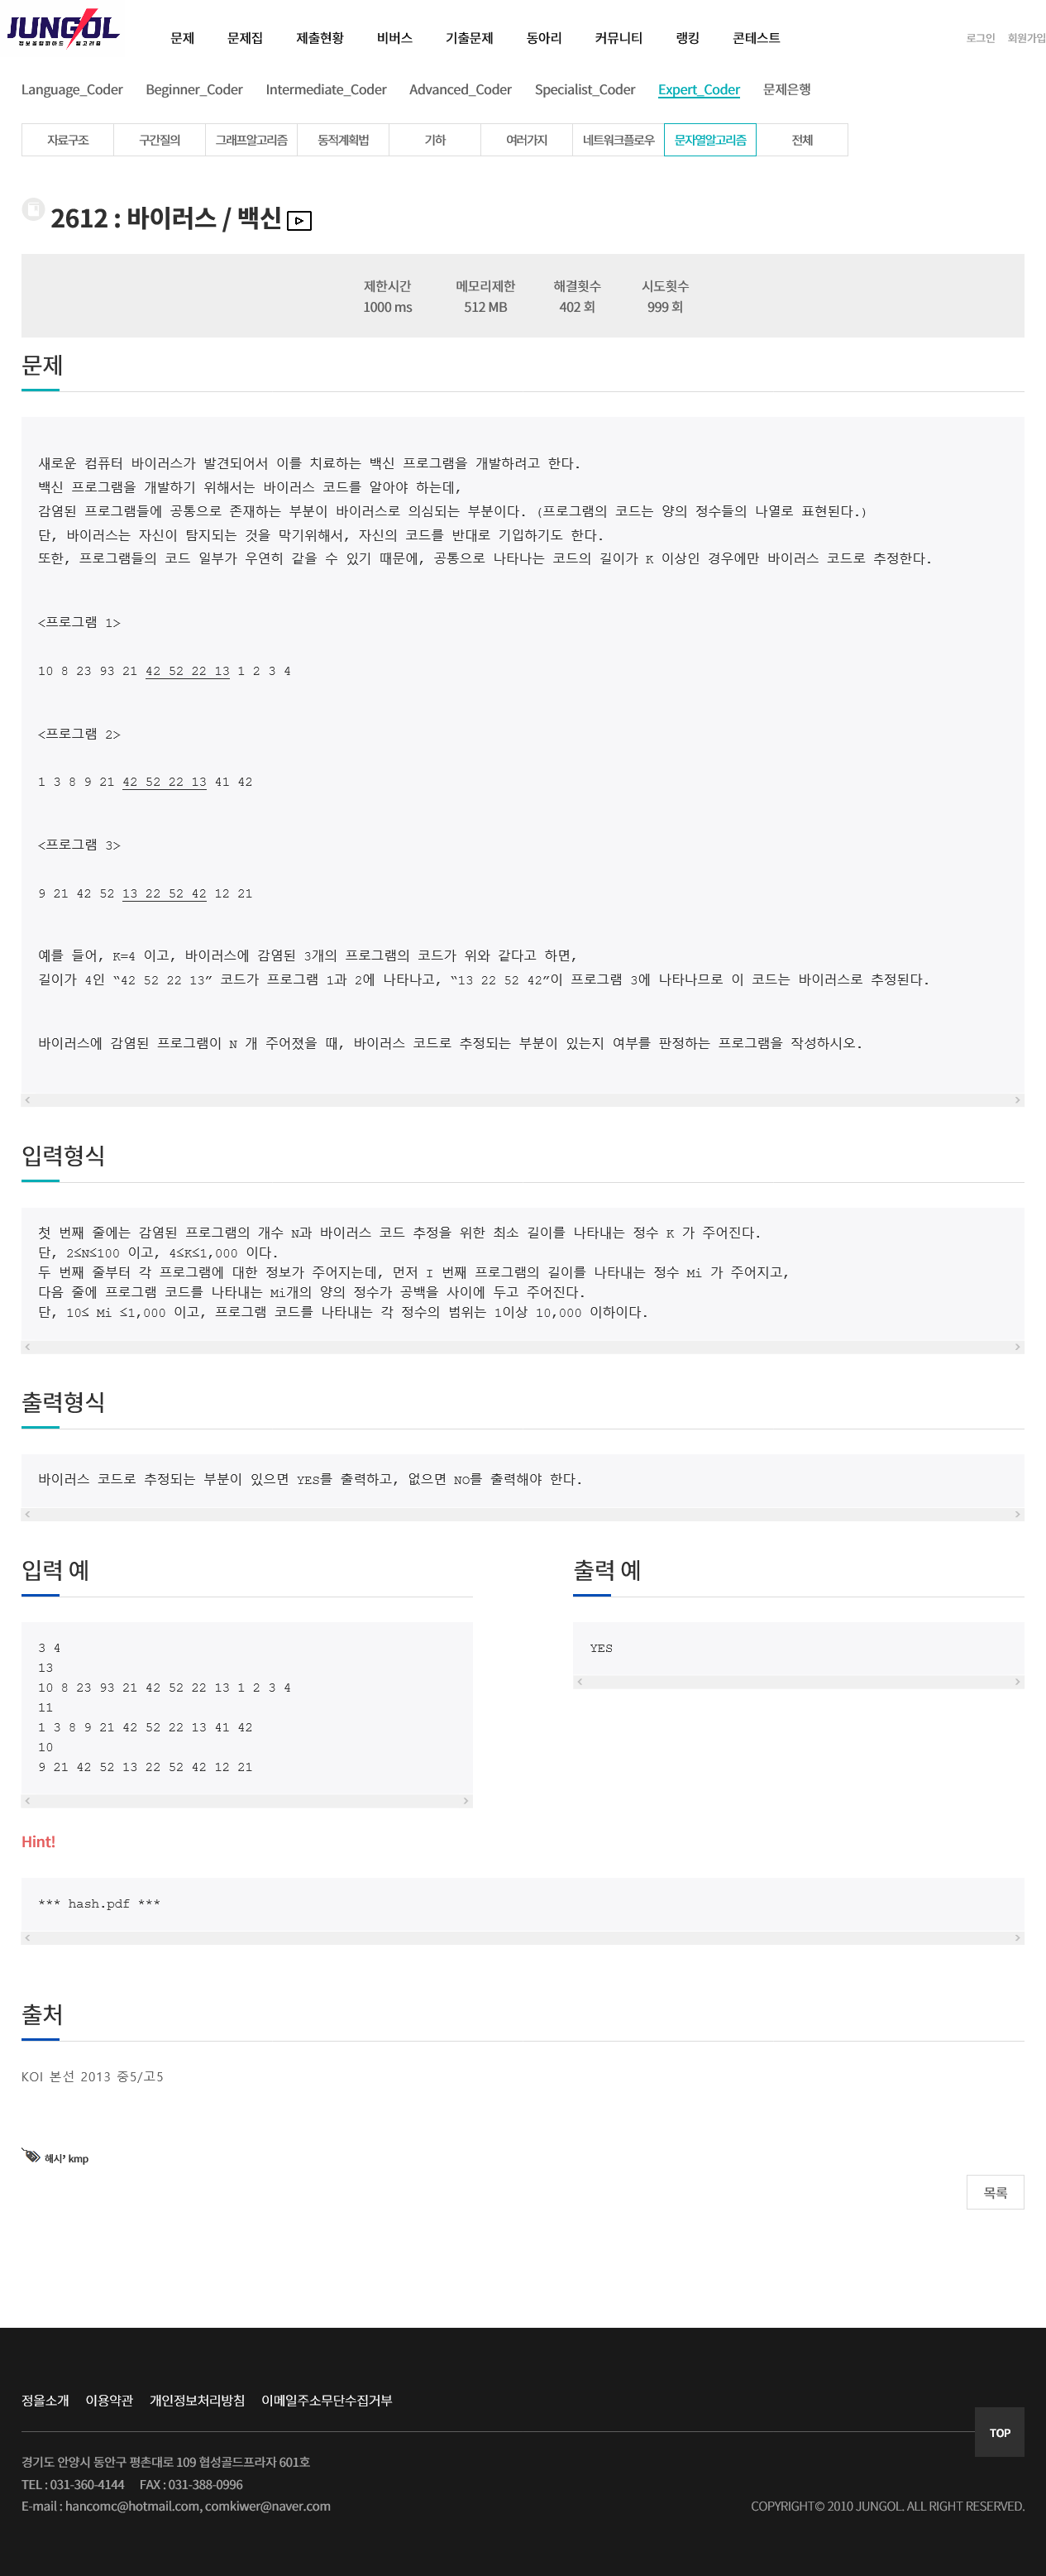 JUNGOL
정보올림피아드 알고리즘
문제 문제집 제출현황 비버스 기출문제 동아리 커뮤니티 랭킹 콘테스트 로그인 회원가입
Language_Coder Beginner_Coder Intermediate_Coder Advanced_Coder Specialist_Coder Expert_Coder 문제은행
자료구조 구간질의 그래프알고리즘 동적계획법 기하 여러가지 네트워크플로우 문자열알고리즘 전체
2612 : 바이러스 / 백신
제한시간 메모리제한 해결횟수 시도횟수
1000 ms 512 MB 402 회 999 회
문제
새로운 컴퓨터 바이러스가 발견되어서 이를 치료하는 백신 프로그램을 개발하려고 한다.
백신 프로그램을 개발하기 위해서는 바이러스 코드를 알아야 하는데,
감염된 프로그램들에 공통으로 존재하는 부분이 바이러스로 의심되는 부분이다. (프로그램의 코드는 양의 정수들의 나열로 표현된다.)
단, 바이러스는 자신이 탐지되는 것을 막기위해서, 자신의 코드를 반대로 기입하기도 한다.
또한, 프로그램들의 코드 일부가 우연히 같을 수 있기 때문에, 공통으로 나타나는 코드의 길이가 K 이상인 경우에만 바이러스 코드로 추정한다.
<프로그램 1>
10 8 23 93 21 42 52 22 13 1 2 3 4
<프로그램 2>
1 3 8 9 21 42 52 22 13 41 42
<프로그램 3>
9 21 42 52 13 22 52 42 12 21
예를 들어, K=4 이고, 바이러스에 감염된 3개의 프로그램의 코드가 위와 같다고 하면,
길이가 4인 “42 52 22 13” 코드가 프로그램 1과 2에 나타나고, “13 22 52 42”이 프로그램 3에 나타나므로 이 코드는 바이러스로 추정된다.
바이러스에 감염된 프로그램이 N 개 주어졌을 때, 바이러스 코드로 추정되는 부분이 있는지 여부를 판정하는 프로그램을 작성하시오.
입력형식
첫 번째 줄에는 감염된 프로그램의 개수 N과 바이러스 코드 추정을 위한 최소 길이를 나타내는 정수 K 가 주어진다.
단, 2≤N≤100 이고, 4≤K≤1,000 이다.
두 번째 줄부터 각 프로그램에 대한 정보가 주어지는데, 먼저 I 번째 프로그램의 길이를 나타내는 정수 Mi 가 주어지고,
다음 줄에 프로그램 코드를 나타내는 Mi개의 양의 정수가 공백을 사이에 두고 주어진다.
단, 10≤ Mi ≤1,000 이고, 프로그램 코드를 나타내는 각 정수의 범위는 1이상 10,000 이하이다.
출력형식
바이러스 코드로 추정되는 부분이 있으면 YES를 출력하고, 없으면 NO를 출력해야 한다.
입력 예
3 4
13
10 8 23 93 21 42 52 22 13 1 2 3 4
11
1 3 8 9 21 42 52 22 13 41 42
10
9 21 42 52 13 22 52 42 12 21
출력 예
YES
Hint!
*** hash.pdf ***
출처
KOI 본선 2013 중5/고5
해시' kmp
목록
정올소개 이용약관 개인정보처리방침 이메일주소무단수집거부
TOP
경기도 안양시 동안구 평촌대로 109 협성골드프라자 601호
TEL : 031-360-4144 FAX : 031-388-0996
E-mail : hancomc@hotmail.com, comkiwer@naver.com
COPYRIGHT© 2010 JUNGOL. ALL RIGHT RESERVED.